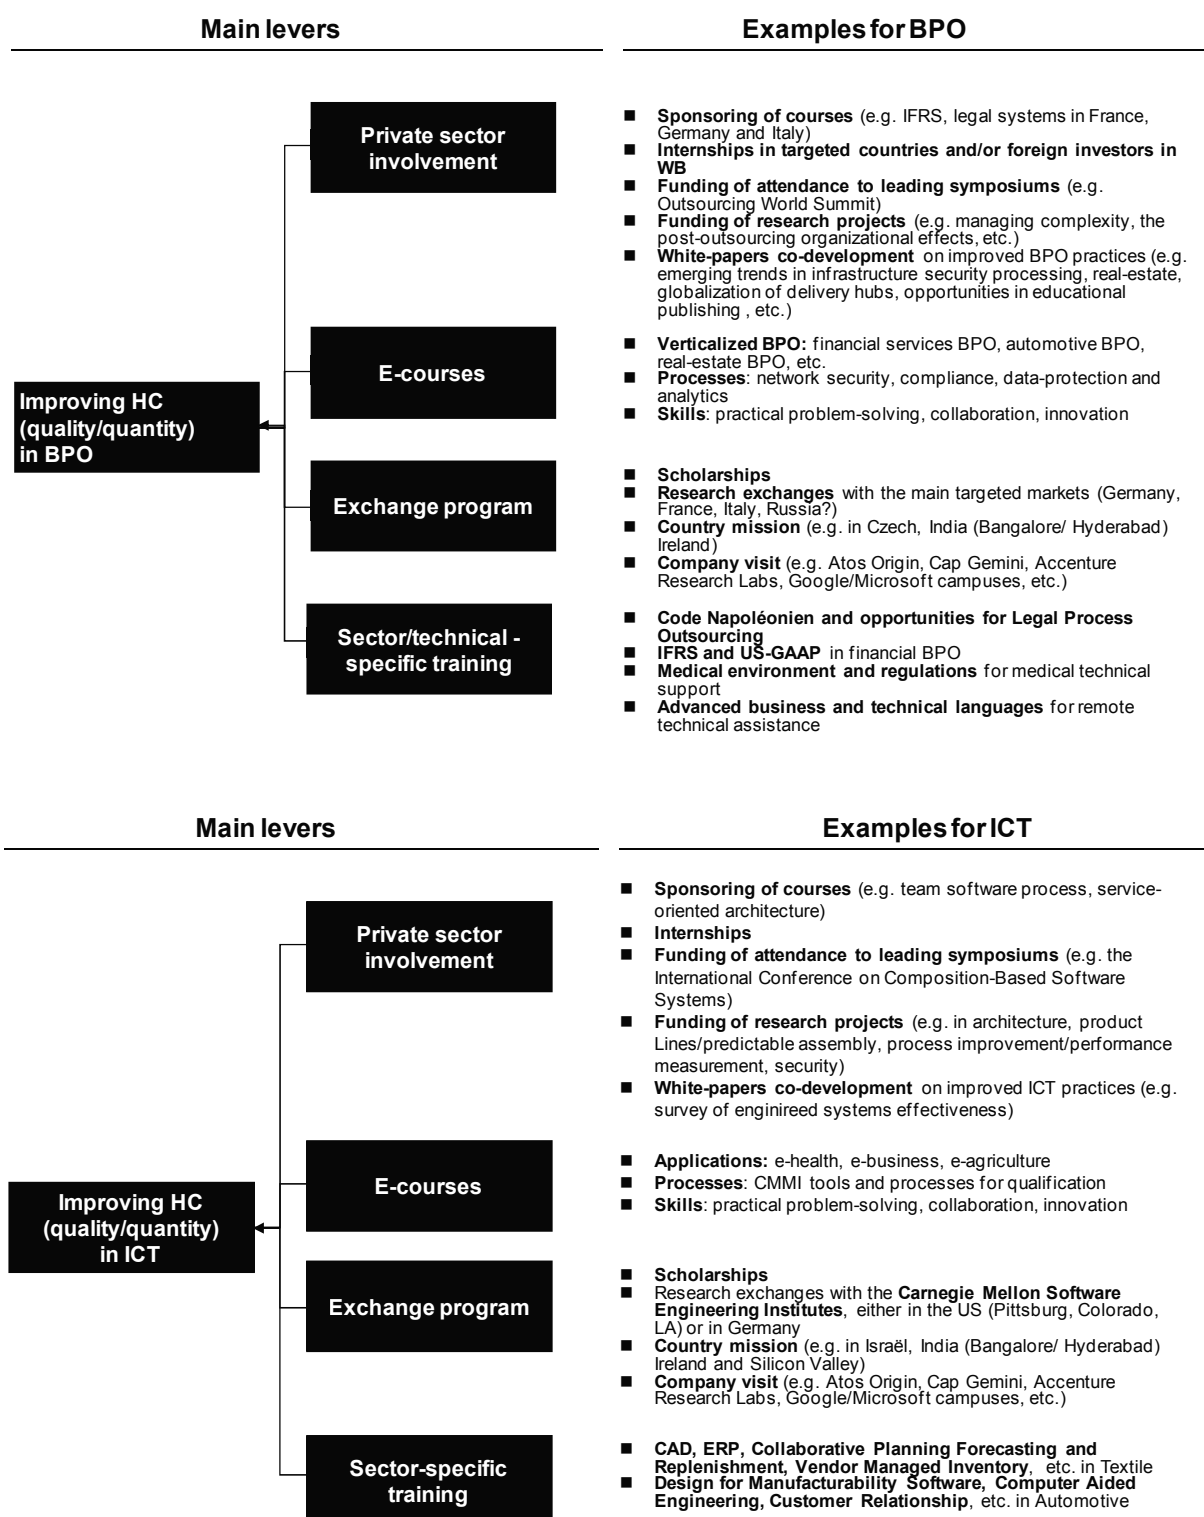 Main levers
Examples for BPO
Private sector
involvement
■ Sponsoring of courses (e.g. IFRS, legal systems in France,
Germany and Italy)
■ Internships in targeted countries and/or foreign investors in
WB
■ Funding of attendance to leading symposiums (e.g.
Outsourcing World Summit)
■ Funding of research projects (e.g. managing complexity, the
post-outsourcing organizational effects, etc.)
■ White-papers co-development on improved BPO practices (e.g.
emerging trends in infrastructure security processing, real-estate,
globalization of delivery hubs, opportunities in educational
publishing , etc.)
E-courses
■ Verticalized BPO: financial services BPO, automotive BPO,
real-estate BPO, etc.
■ Processes: network security, compliance, data-protection and
analytics
■ Skills: practical problem-solving, collaboration, innovation
Improving HC
(quality/quantity)
in BPO
Exchange program
■ Scholarships
■ Research exchanges with the main targeted markets (Germany,
France, Italy, Russia?)
■ Country mission (e.g. in Czech, India (Bangalore/ Hyderabad)
Ireland)
■ Company visit (e.g. Atos Origin, Cap Gemini, Accenture
Research Labs, Google/Microsoft campuses, etc.)
Sector/technical -
specific training
■ Code Napoléonien and opportunities for Legal Process
Outsourcing
■ IFRS and US-GAAP in financial BPO
■ Medical environment and regulations for medical technical
support
■ Advanced business and technical languages for remote
technical assistance
Main levers
Examples for ICT
Private sector
involvement
■ Sponsoring of courses (e.g. team software process, service-
oriented architecture)
■ Internships
■ Funding of attendance to leading symposiums (e.g. the
International Conference on Composition-Based Software
Systems)
■ Funding of research projects (e.g. in architecture, product
Lines/predictable assembly, process improvement/performance
measurement, security)
■ White-papers co-development on improved ICT practices (e.g.
survey of enginireed systems effectiveness)
E-courses
■ Applications: e-health, e-business, e-agriculture
■ Processes: CMMI tools and processes for qualification
■ Skills: practical problem-solving, collaboration, innovation
Improving HC
(quality/quantity)
in ICT
Exchange program
■ Scholarships
■ Research exchanges with the Carnegie Mellon Software
Engineering Institutes, either in the US (Pittsburg, Colorado,
LA) or in Germany
■ Country mission (e.g. in Israël, India (Bangalore/ Hyderabad)
Ireland and Silicon Valley)
■ Company visit (e.g. Atos Origin, Cap Gemini, Accenture
Research Labs, Google/Microsoft campuses, etc.)
Sector-specific
training
■ CAD, ERP, Collaborative Planning Forecasting and
Replenishment, Vendor Managed Inventory, etc. in Textile
■ Design for Manufacturability Software, Computer Aided
Engineering, Customer Relationship, etc. in Automotive